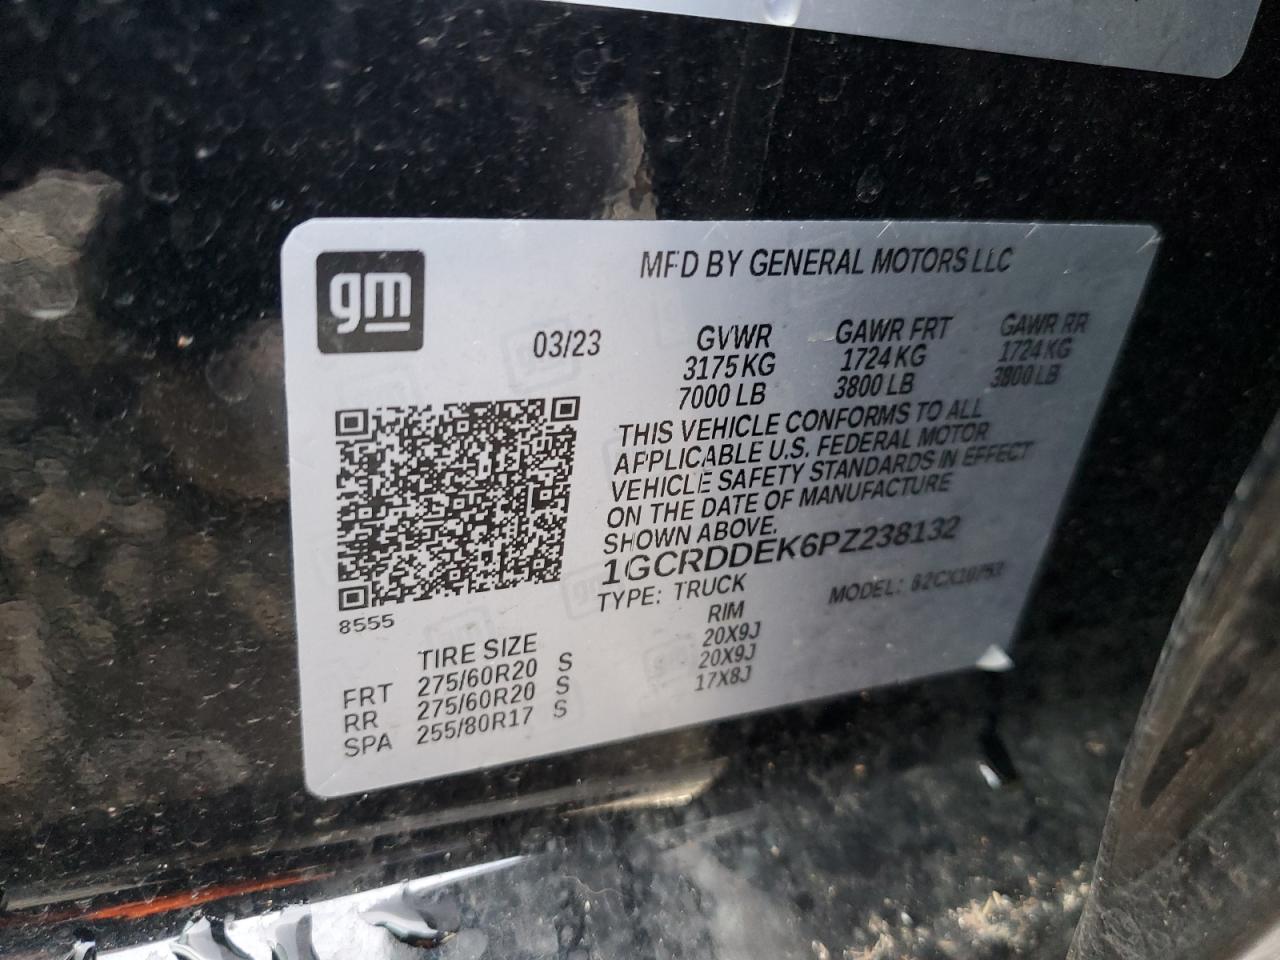 gm
MFD BY GENERAL MOTORS LLC
03/23 GVWR GAWR FRT GAWR RR
3175 KG 1724 KG 1724 KG
7000 LB 3800 LB 3800 LB
THIS VEHICLE CONFORMS TO ALL
APPLICABLE U.S. FEDERAL MOTOR
VEHICLE SAFETY STANDARDS IN EFFECT
ON THE DATE OF MANUFACTURE
SHOWN ABOVE.
1GCRDDEK6PZ238132
TYPE: TRUCK MODEL:
8555
TIRE SIZE RIM
FRT 275/60R20 S 20X9J
RR 275/60R20 S 20X9J
SPA 255/80R17 S 17X8J